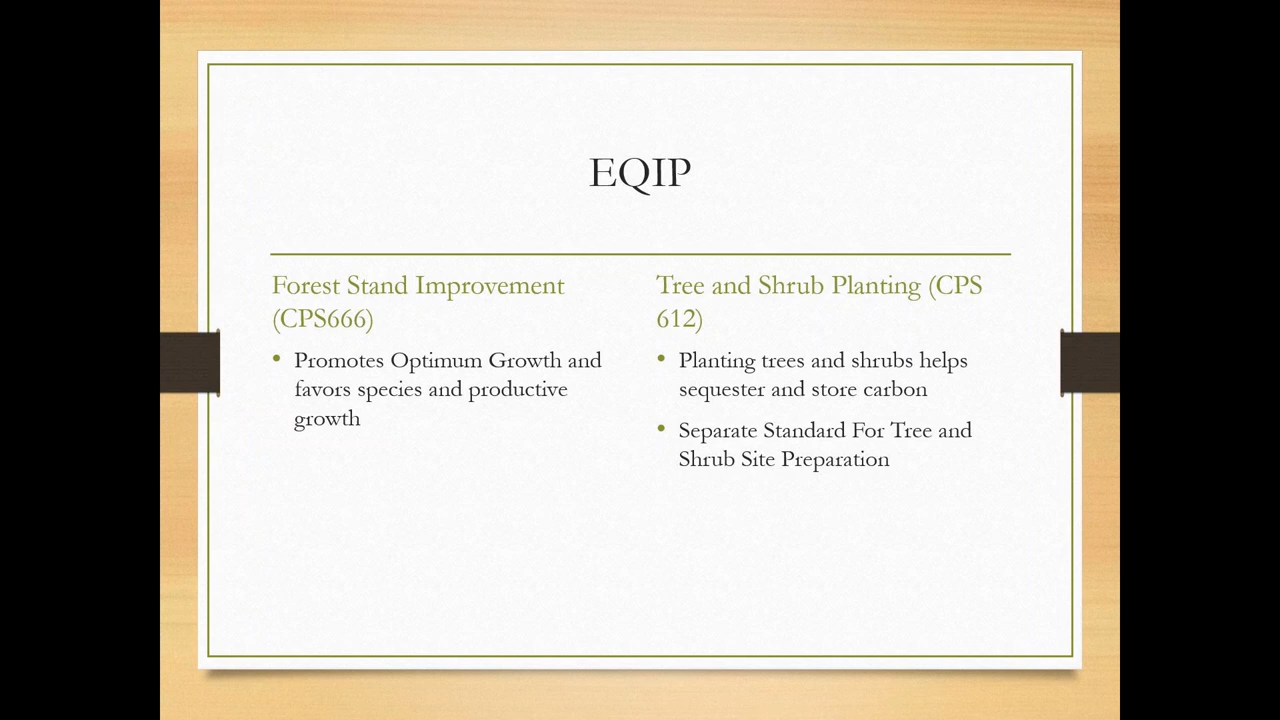 EQIP
Forest Stand Improvement
(CPS666)
• Promotes Optimum Growth and
favors species and productive
growth
Tree and Shrub Planting (CPS
612)
• Planting trees and shrubs helps
sequester and store carbon
• Separate Standard For Tree and
Shrub Site Preparation